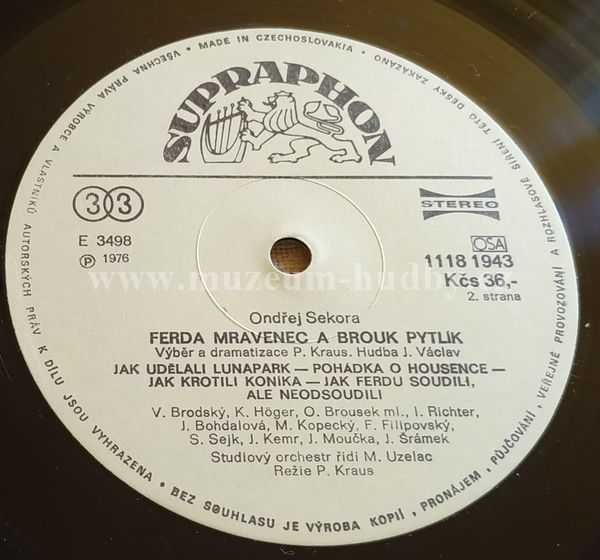 VŠECHNA PRÁVA VÝROBCE A VLASTNÍKŮ AUTORSKÝCH PRÁV K DÍLU JSOU VYHRAZENA • BEZ SOUHLASU JE VÝROBA KOPIÍ, PRONÁJEM, PŮJČOVÁNÍ, VEŘEJNÉ PROVOZOVÁNÍ A ROZHLASOVÉ ŠÍŘENÍ TÉTO DESKY ZAKÁZÁNO • MADE IN CZECHOSLOVAKIA •
SUPRAPHON
33
STEREO
E 3498
OSA
Ⓟ 1976
1118 1943
Kčs 36,-
2. strana
www.muzeum-hudby.cz
Ondřej Sekora
FERDA MRAVENEC A BROUK PYTLÍK
Výběr a dramatizace P. Kraus. Hudba J. Václav
JAK UDĚLALI LUNAPARK — POHÁDKA O HOUSENCE —
JAK KROTILI KONÍKA — JAK FERDU SOUDILI,
ALE NEODSOUDILI
V. Brodský, K. Höger, O. Brousek ml., I. Richter,
J. Bohdalová, M. Kopecký, F. Filipovský,
S. Sejk, J. Kemr, J. Moučka, J. Šrámek
Studiový orchestr řídí M. Uzelac
Režie P. Kraus